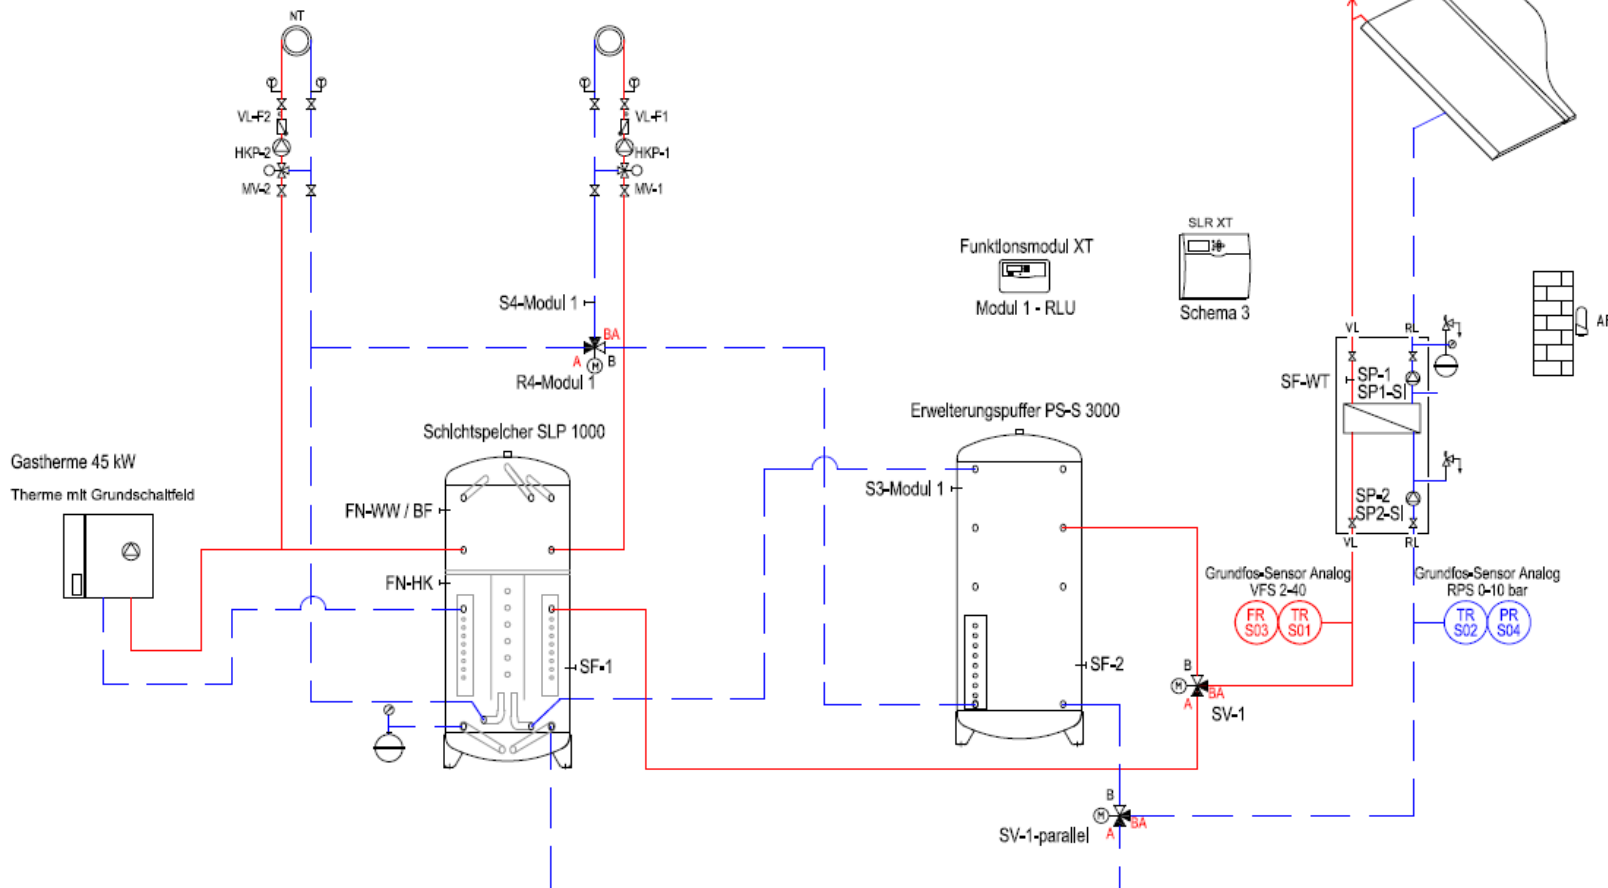 NT
VL-F2
HKP-2
MV-2
VL-F1
HKP-1
MV-1
Funktionsmodul XT
Modul 1 - RLU
SLR XT
Schema 3
S4-Modul 1
BA
A
B
M
R4-Modul 1
VL
RL
SF-WT
SP-1
SP1-SI
SP-2
SP2-SI
VL
RL
AF
Gastherme 45 kW
Therme mit Grundschaltfeld
Schichtspeicher SLP 1000
FN-WW / BF
FN-HK
SF-1
Erweiterungspuffer PS-S 3000
S3-Modul 1
SF-2
Grundfos-Sensor Analog
VFS 2-40
FR
S03
TR
S01
Grundfos-Sensor Analog
RPS 0-10 bar
TR
S02
PR
S04
B
M
BA
A
SV-1
B
M
BA
A
SV-1-parallel